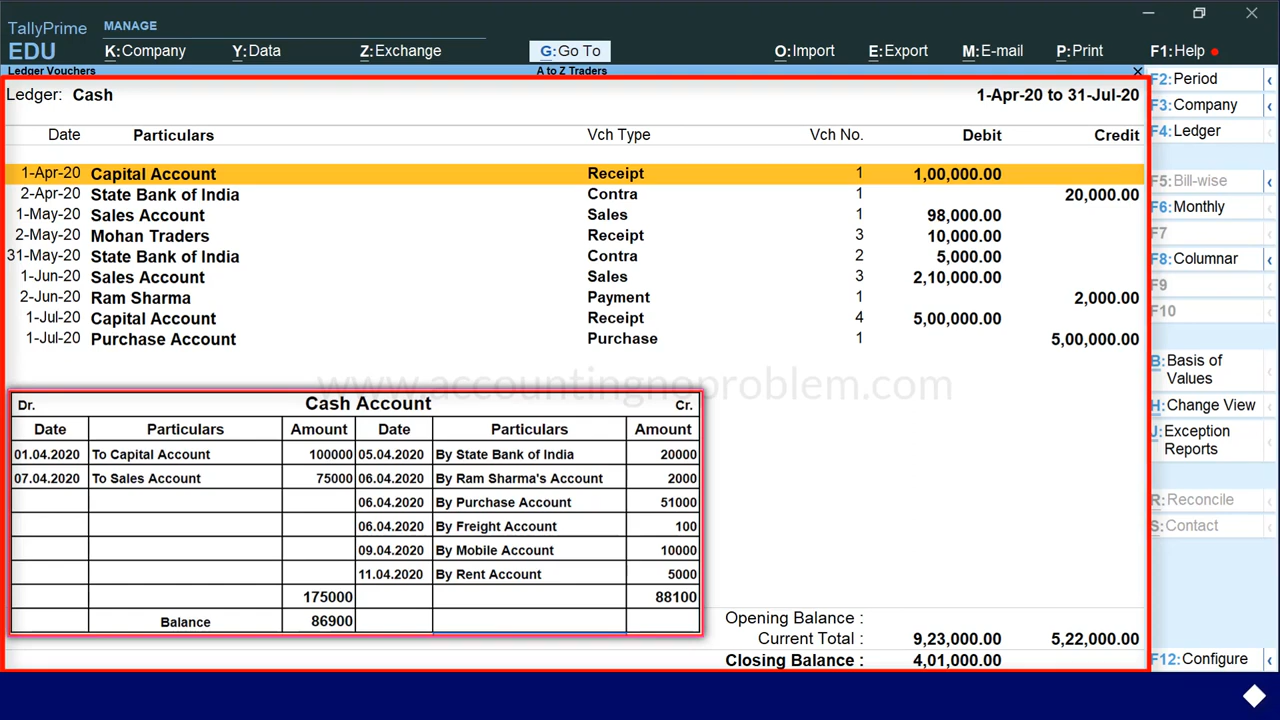 TallyPrime MANAGE
EDU K:Company Y:Data Z:Exchange G:Go To O:Import E:Export M:E-mail P:Print F1:Help
Ledger Vouchers A to Z Traders
Ledger: Cash 1-Apr-20 to 31-Jul-20
Date Particulars Vch Type Vch No. Debit Credit
1-Apr-20 Capital Account Receipt 1 1,00,000.00
2-Apr-20 State Bank of India Contra 1 20,000.00
1-May-20 Sales Account Sales 1 98,000.00
2-May-20 Mohan Traders Receipt 3 10,000.00
31-May-20 State Bank of India Contra 2 5,000.00
1-Jun-20 Sales Account Sales 3 2,10,000.00
2-Jun-20 Ram Sharma Payment 1 2,000.00
1-Jul-20 Capital Account Receipt 4 5,00,000.00
1-Jul-20 Purchase Account Purchase 1 5,00,000.00
www.accountingnoproblem.com
Dr. Cash Account Cr.
Date Particulars Amount Date Particulars Amount
01.04.2020 To Capital Account 100000 05.04.2020 By State Bank of India 20000
07.04.2020 To Sales Account 75000 06.04.2020 By Ram Sharma's Account 2000
06.04.2020 By Purchase Account 51000
06.04.2020 By Freight Account 100
09.04.2020 By Mobile Account 10000
11.04.2020 By Rent Account 5000
175000 88100
Balance 86900
Opening Balance :
Current Total : 9,23,000.00 5,22,000.00
Closing Balance : 4,01,000.00
F2:Period
F3:Company
F4:Ledger
F5:Bill-wise
F6:Monthly
F7
F8:Columnar
F9
F10
B:Basis of
Values
H:Change View
J:Exception
Reports
R:Reconcile
S:Contact
F12:Configure